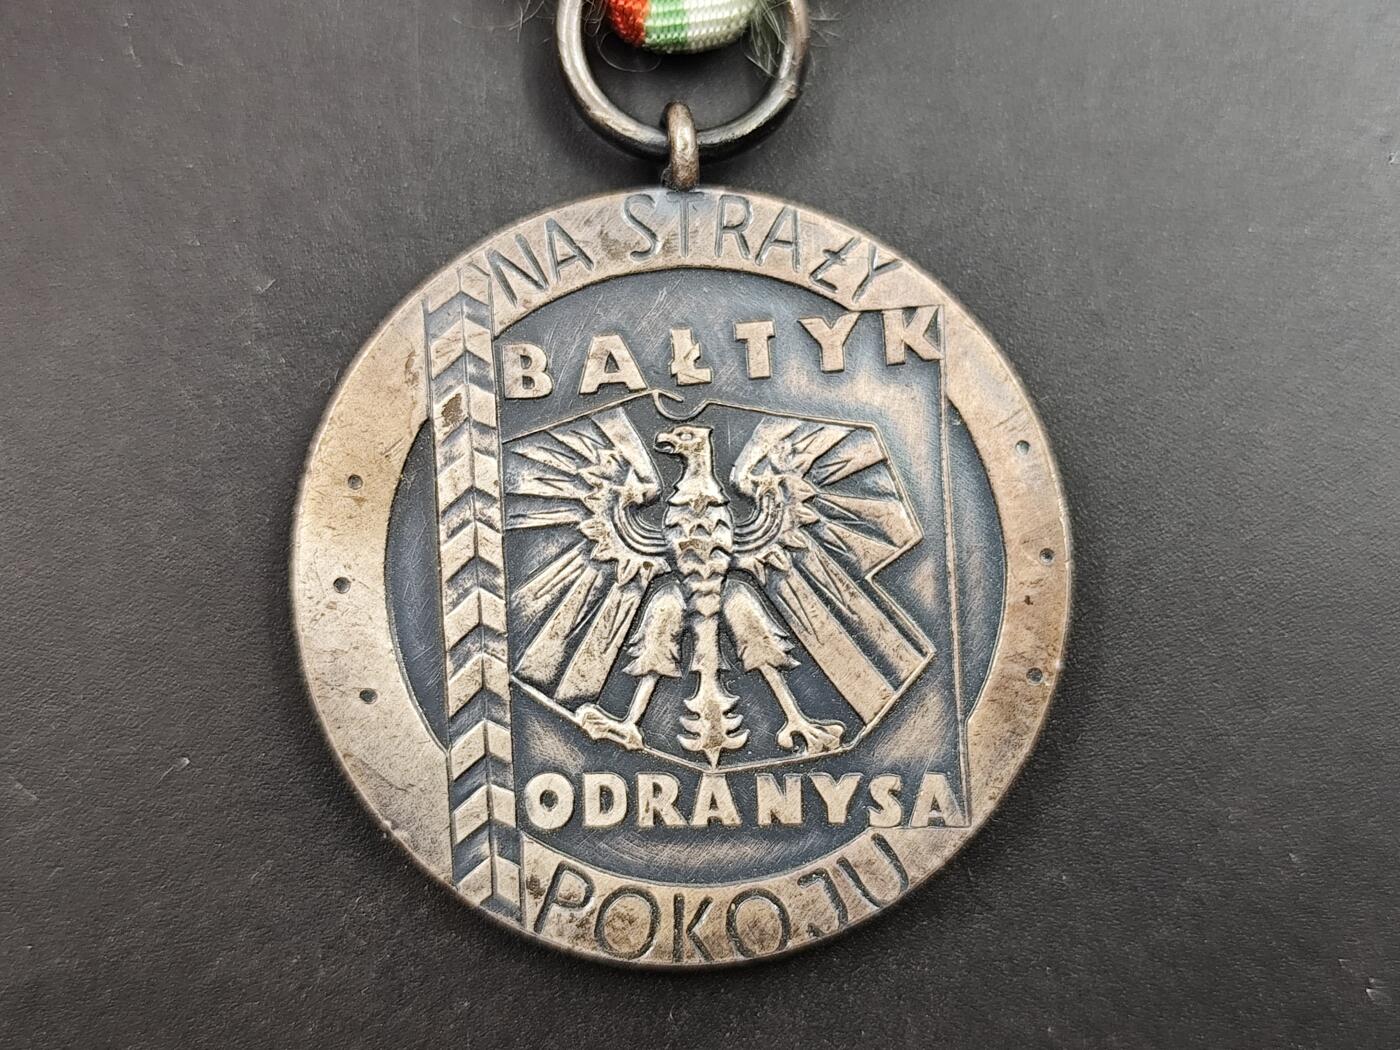 NA STRAŻY
BAŁTYK
ODRA NYSA
POKOJU